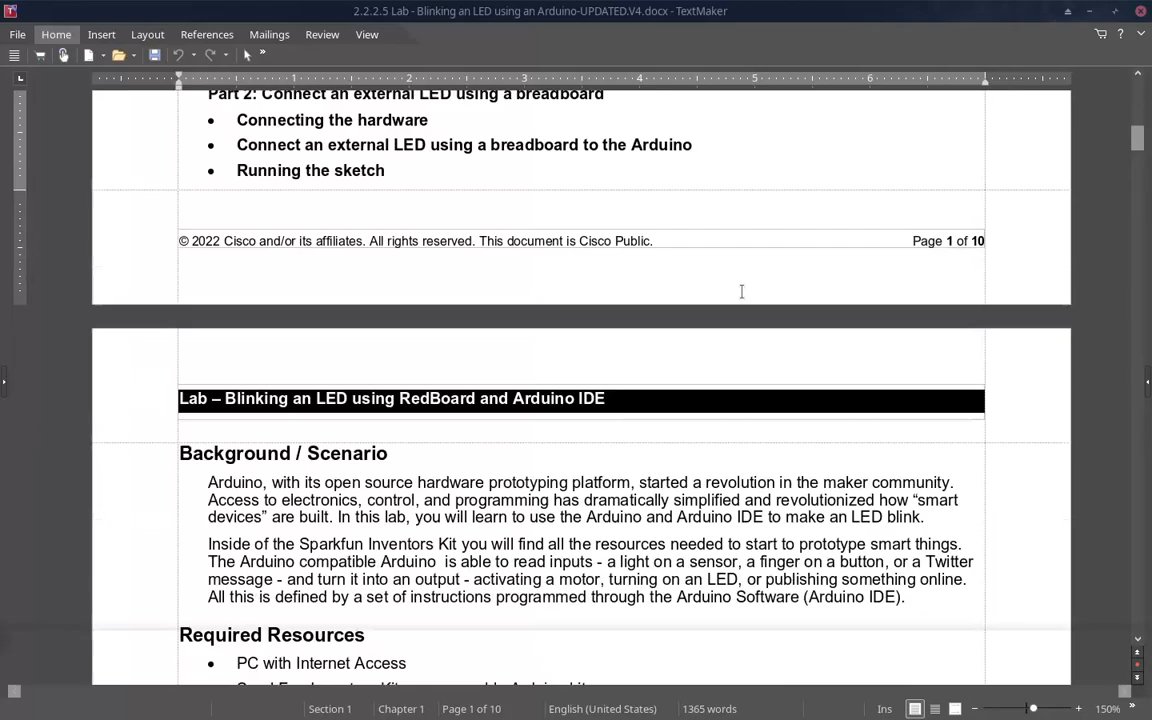 2.2.2.5 Lab - Blinking an LED using an Arduino-UPDATED.V4.docx - TextMaker
File Home Insert Layout References Mailings Review View
1 2 3 4 5 6
Part 2: Connect an external LED using a breadboard
• Connecting the hardware
• Connect an external LED using a breadboard to the Arduino
• Running the sketch
© 2022 Cisco and/or its affiliates. All rights reserved. This document is Cisco Public. Page 1 of 10
Lab – Blinking an LED using RedBoard and Arduino IDE
Background / Scenario
Arduino, with its open source hardware prototyping platform, started a revolution in the maker community.
Access to electronics, control, and programming has dramatically simplified and revolutionized how “smart
devices” are built. In this lab, you will learn to use the Arduino and Arduino IDE to make an LED blink.
Inside of the Sparkfun Inventors Kit you will find all the resources needed to start to prototype smart things.
The Arduino compatible Arduino  is able to read inputs - a light on a sensor, a finger on a button, or a Twitter
message - and turn it into an output - activating a motor, turning on an LED, or publishing something online.
All this is defined by a set of instructions programmed through the Arduino Software (Arduino IDE).
Required Resources
• PC with Internet Access
Section 1 Chapter 1 Page 1 of 10 English (United States) 1365 words Ins 150%